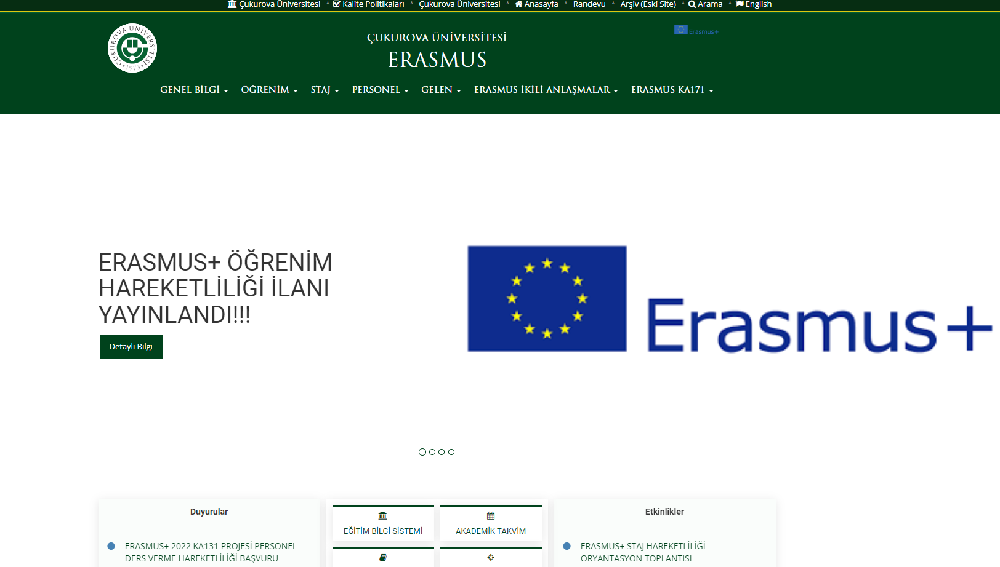 Çukurova Üniversitesi * Kalite Politikaları * Çukurova Üniversitesi * Anasayfa * Randevu * Arşiv (Eski Site) * Arama * English
ÇUKUROVA ÜNİVERSİTESİ • 1973 •
ÇUKUROVA ÜNİVERSİTESİ
ERASMUS
Erasmus+
GENEL BİLGİ ÖĞRENİM STAJ PERSONEL GELEN ERASMUS İKİLİ ANLAŞMALAR ERASMUS KA171
ERASMUS+ ÖĞRENİM
HAREKETLİLİĞİ İLANI
YAYINLANDI!!!
Detaylı Bilgi
Erasmus+
Duyurular
ERASMUS+ 2022 KA131 PROJESİ PERSONEL
DERS VERME HAREKETLİLİĞİ BAŞVURU
EĞİTİM BİLGİ SİSTEMİ
AKADEMİK TAKVİM
Etkinlikler
ERASMUS+ STAJ HAREKETLİLİĞİ
ORYANTASYON TOPLANTISI